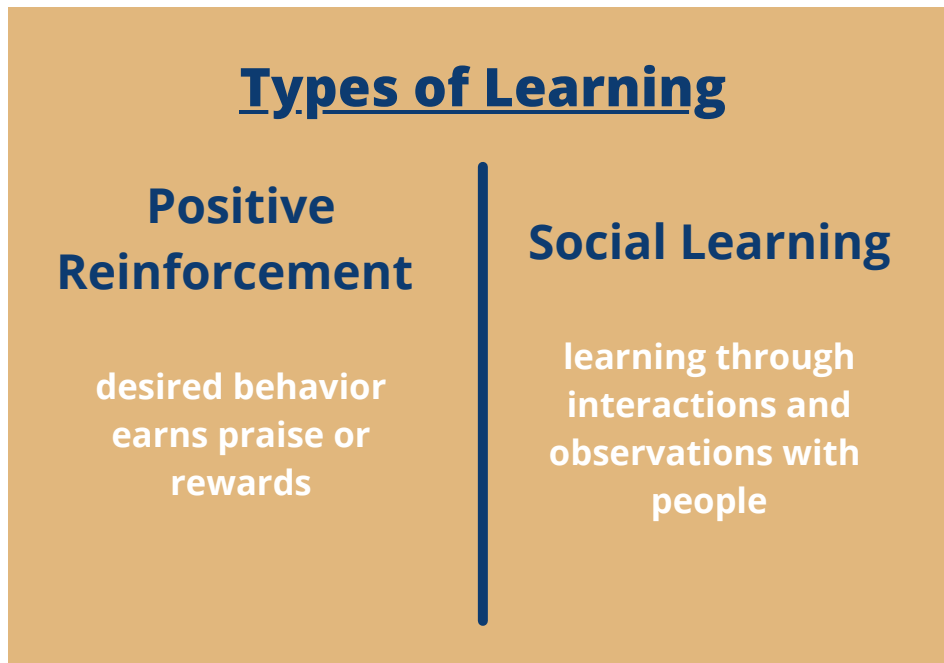 Types of Learning
Positive
Reinforcement
desired behavior
earns praise or
rewards
Social Learning
learning through
interactions and
observations with
people